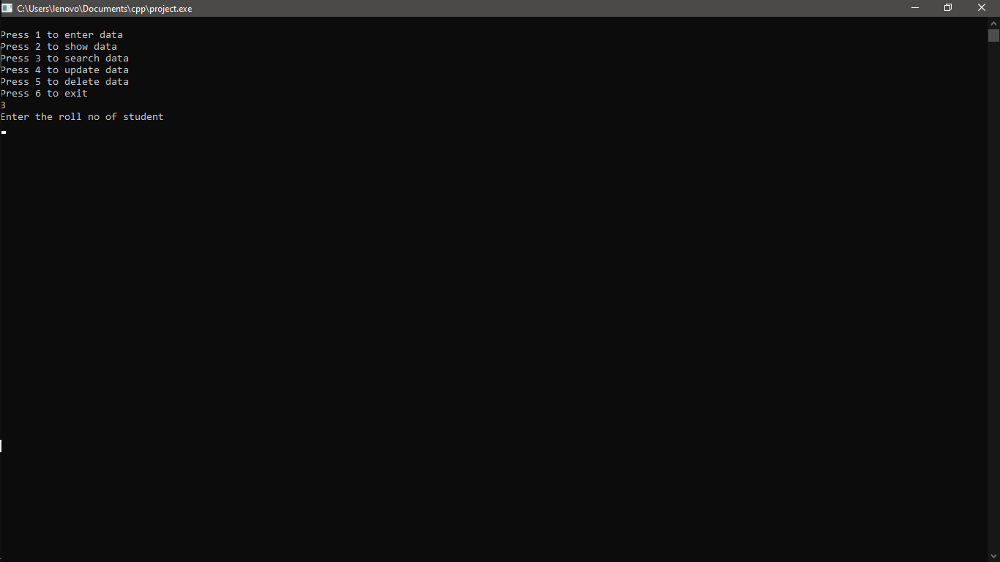 C:\Users\lenovo\Documents\cpp\project.exe
Press 1 to enter data
Press 2 to show data
Press 3 to search data
Press 4 to update data
Press 5 to delete data
Press 6 to exit
3
Enter the roll no of student